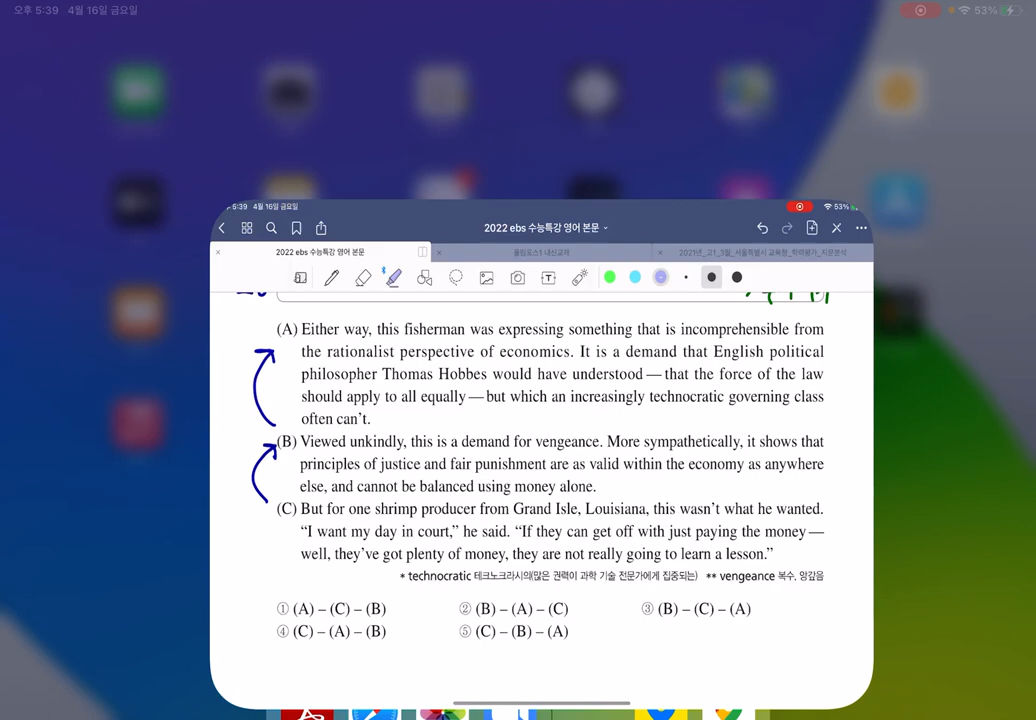 오후 5:39 4월 16일 금요일
53%
5:39 4월 16일 금요일
53%
2022 ebs 수능특강 영어 본문
2022 ebs 수능특강 영어 본문
올림포스1 내신교재
2021년_고1_3월_서울특별시 교육청_학력평가_지문분석
(A) Either way, this fisherman was expressing something that is incomprehensible from
the rationalist perspective of economics. It is a demand that English political
philosopher Thomas Hobbes would have understood — that the force of the law
should apply to all equally — but which an increasingly technocratic governing class
often can't.
(B) Viewed unkindly, this is a demand for vengeance. More sympathetically, it shows that
principles of justice and fair punishment are as valid within the economy as anywhere
else, and cannot be balanced using money alone.
(C) But for one shrimp producer from Grand Isle, Louisiana, this wasn't what he wanted.
“I want my day in court,” he said. “If they can get off with just paying the money —
well, they've got plenty of money, they are not really going to learn a lesson.”
* technocratic 테크노크라시의(많은 권력이 과학 기술 전문가에게 집중되는) ** vengeance 복수, 앙갚음
① (A) – (C) – (B) ② (B) – (A) – (C) ③ (B) – (C) – (A)
④ (C) – (A) – (B) ⑤ (C) – (B) – (A)